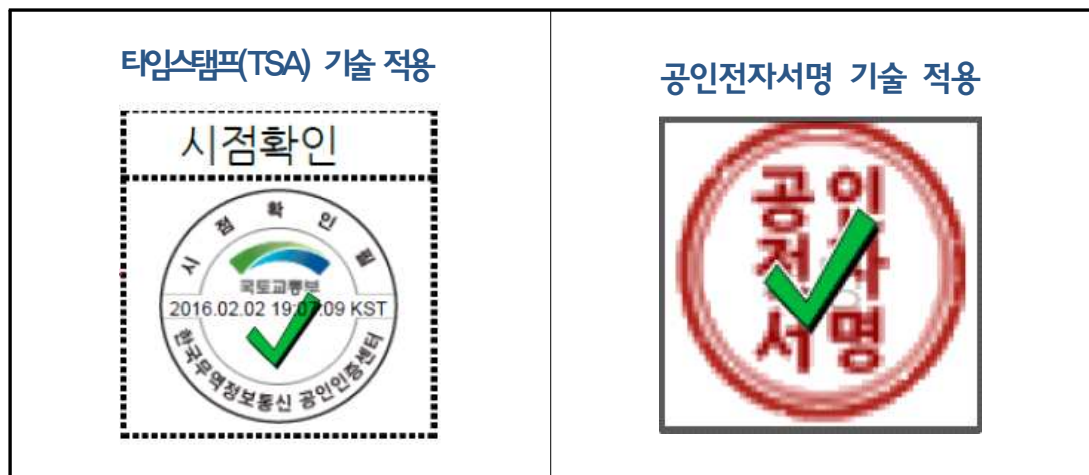 타임스탬프(TSA) 기술 적용
시점확인
시 점 확 인 필
국토교통부
2016.02.02 19:07:09 KST
한국무역정보통신 공인인증센터
공인전자서명 기술 적용
공인
전자
서명